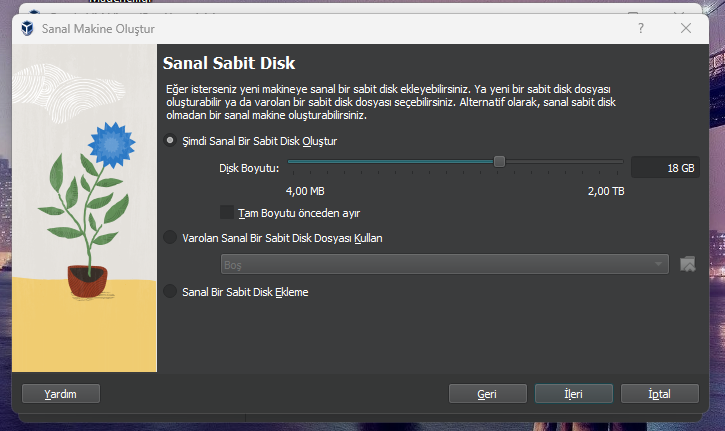 Sanal Makine Oluştur
Sanal Sabit Disk
Eğer isterseniz yeni makineye sanal bir sabit disk ekleyebilirsiniz. Ya yeni bir sabit disk dosyası
oluşturabilir ya da varolan bir sabit disk dosyası seçebilirsiniz. Alternatif olarak, sanal sabit disk
olmadan bir sanal makine oluşturabilirsiniz.
Şimdi Sanal Bir Sabit Disk Oluştur
Disk Boyutu:
18 GB
4,00 MB
2,00 TB
Tam Boyutu önceden ayır
Varolan Sanal Bir Sabit Disk Dosyası Kullan
Boş
Sanal Bir Sabit Disk Ekleme
Yardım
Geri
İleri
İptal